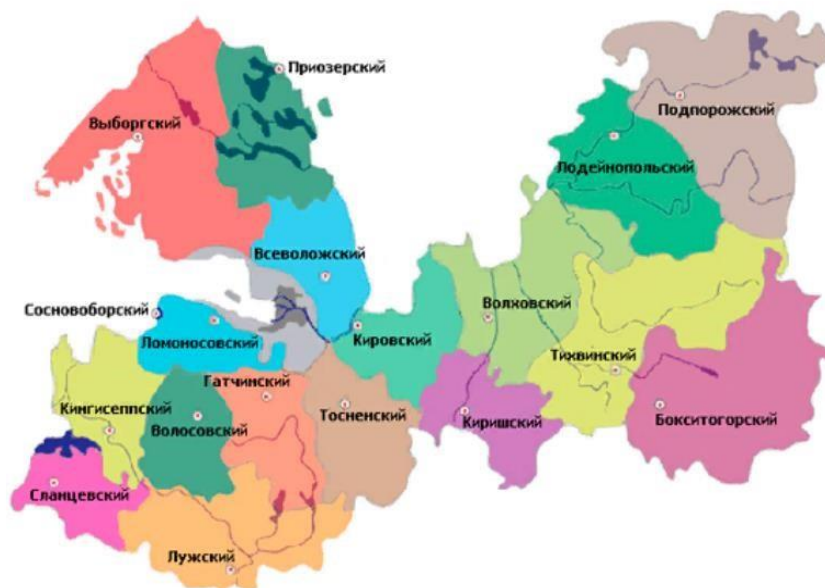 Приозерский
Подпорожский
Выборгский
Лодейнопольский
Всеволожский
Сосновоборский
Волховский
Ломоносовский
Кировский
Тихвинский
Гатчинский
Кингисеппский
Тосненский
Волосовский
Киришский
Бокситогорский
Сланцевский
Лужский